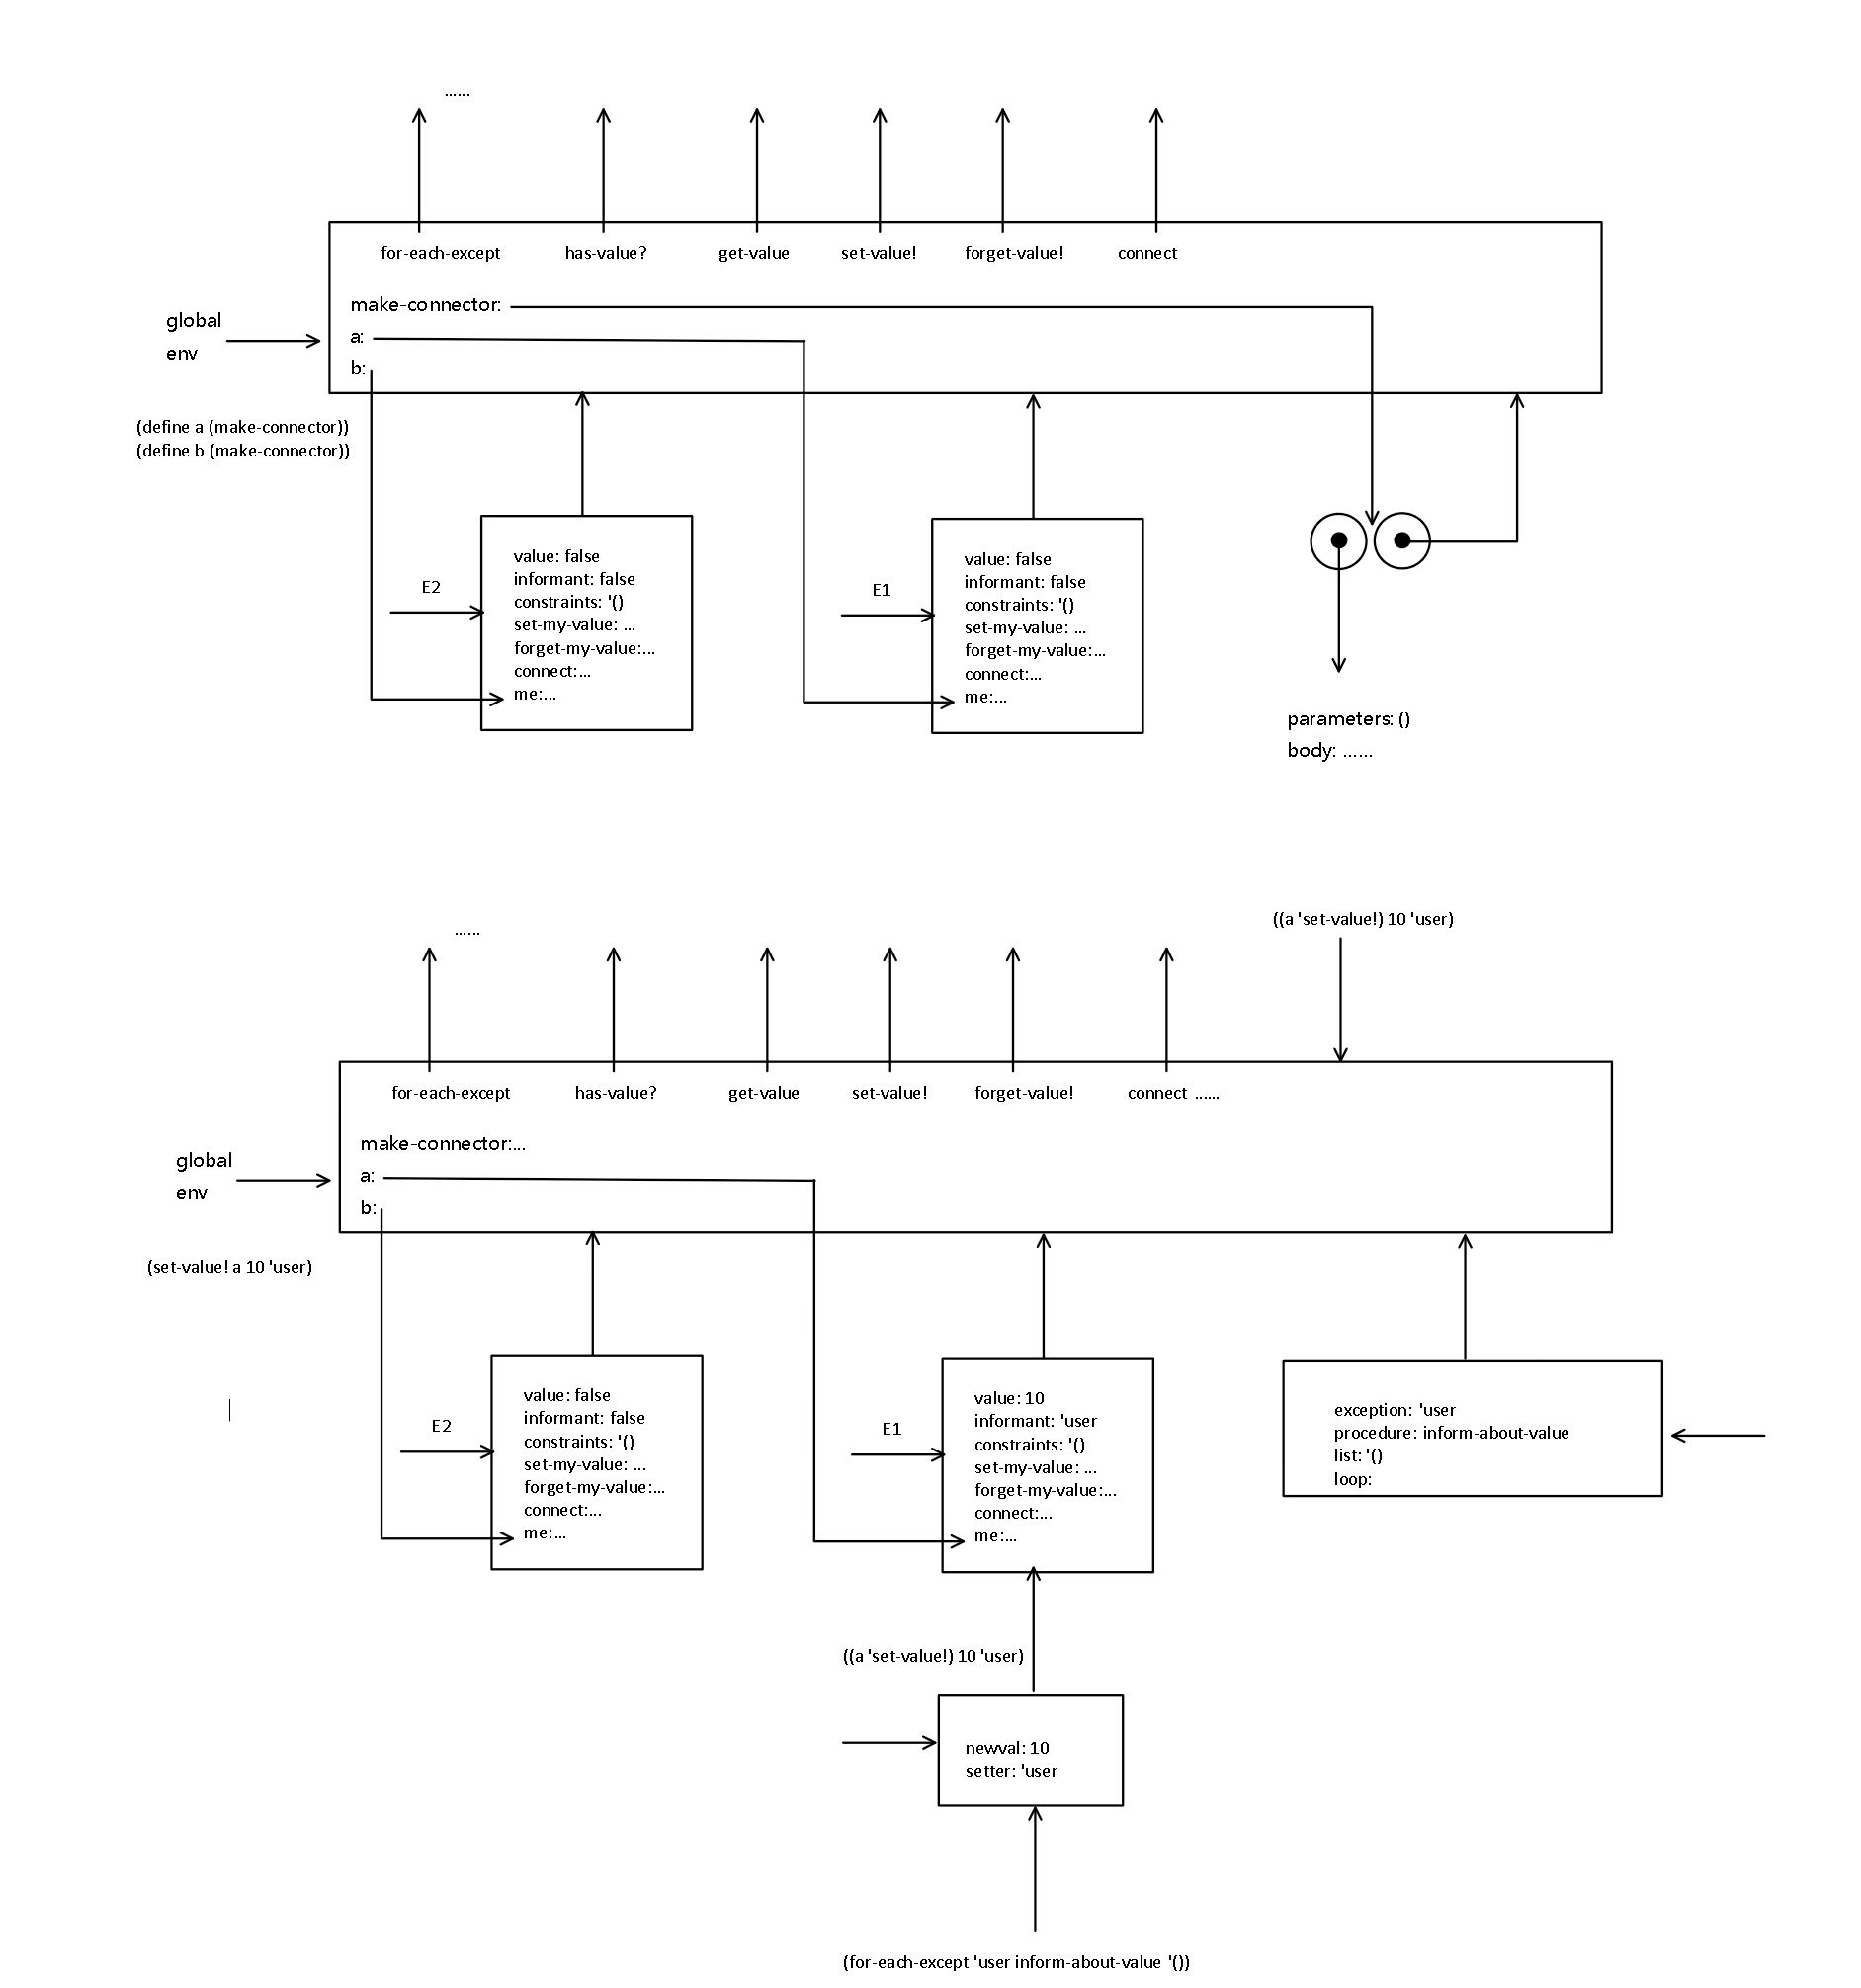 ......
for-each-except has-value? get-value set-value! forget-value! connect
make-connector:
global
env
a:
b:
(define a (make-connector))
(define b (make-connector))
E2
value: false
informant: false
constraints: '()
set-my-value: ...
forget-my-value:...
connect:...
me:...
E1
value: false
informant: false
constraints: '()
set-my-value: ...
forget-my-value:...
connect:...
me:...
parameters: ()
body: ......
((a 'set-value!) 10 'user)
......
for-each-except has-value? get-value set-value! forget-value! connect ......
make-connector:...
global
env
a:
b:
(set-value! a 10 'user)
E2
value: false
informant: false
constraints: '()
set-my-value: ...
forget-my-value:...
connect:...
me:...
E1
value: 10
informant: 'user
constraints: '()
set-my-value: ...
forget-my-value:...
connect:...
me:...
exception: 'user
procedure: inform-about-value
list: '()
loop:
((a 'set-value!) 10 'user)
newval: 10
setter: 'user
(for-each-except 'user inform-about-value '())